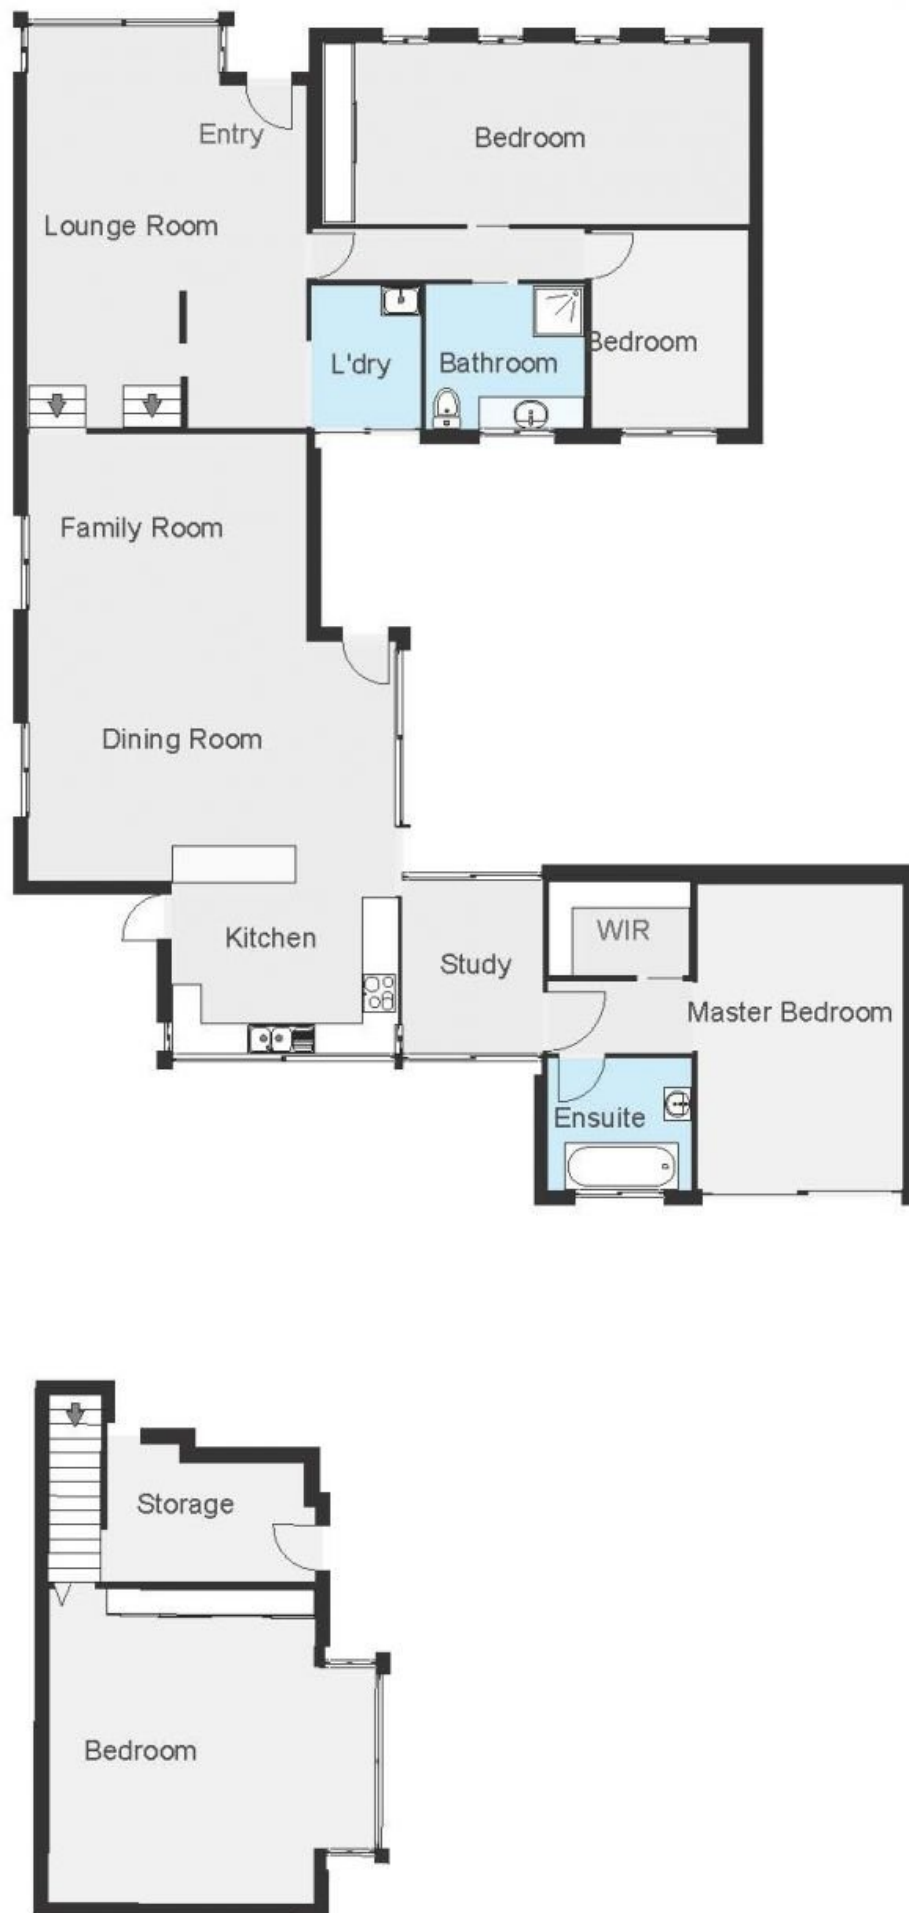 Entry
Bedroom
Lounge Room
L'dry
Bathroom
Bedroom
Family Room
Dining Room
Kitchen
Study
WIR
Master Bedroom
Ensuite
Storage
Bedroom